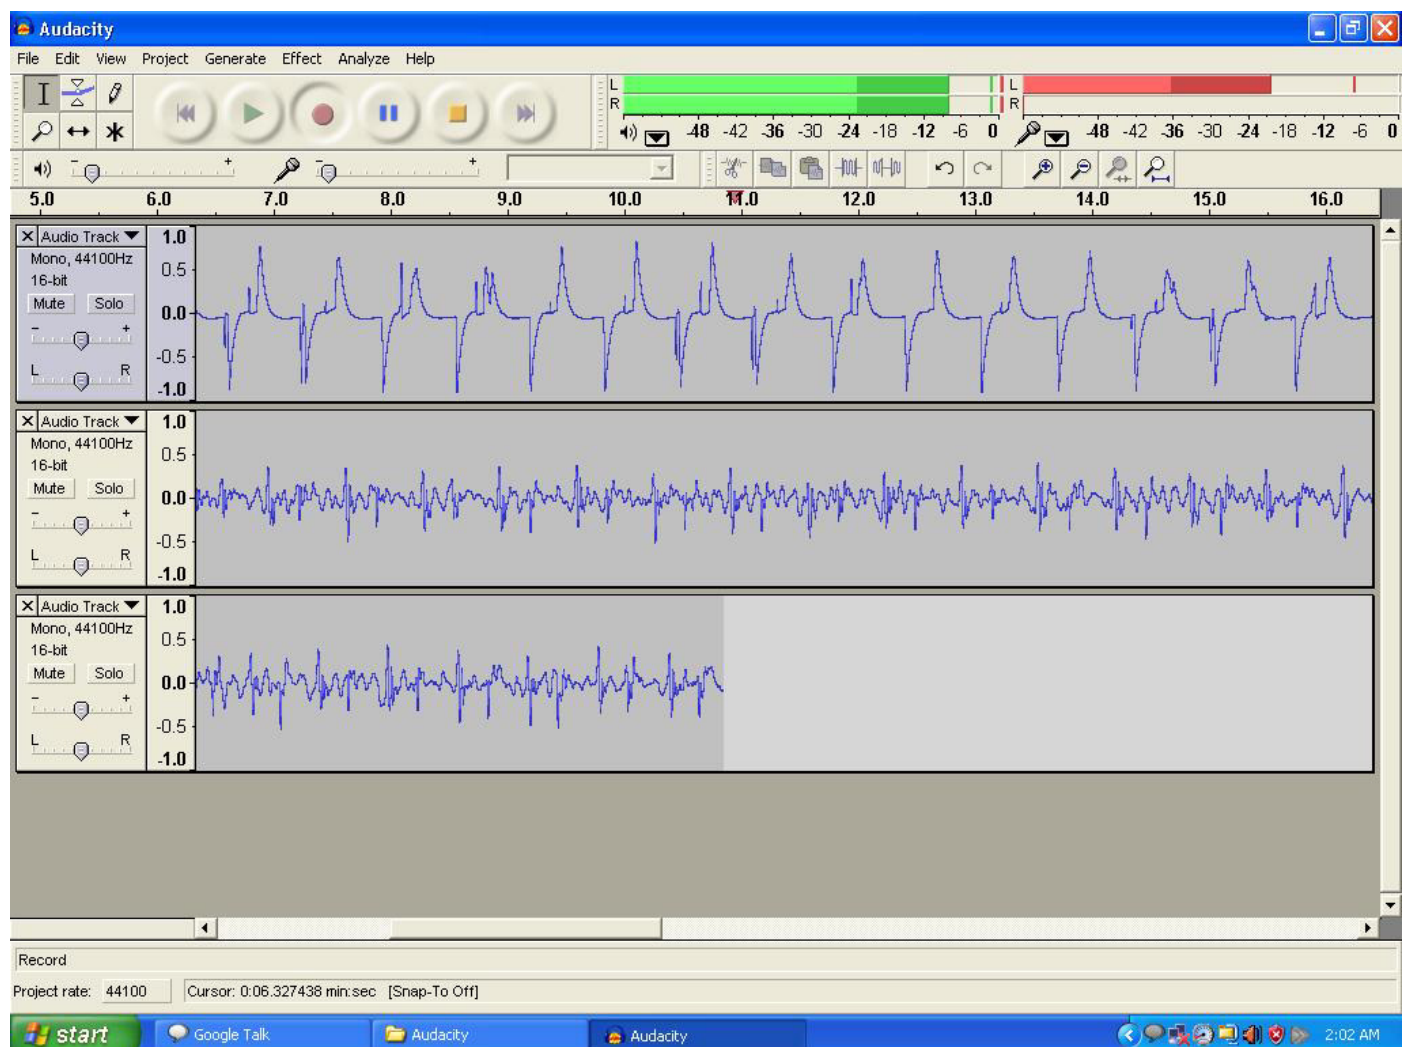 Audacity
File Edit View Project Generate Effect Analyze Help
L L
R R
-48 -42 -36 -30 -24 -18 -12 -6 0 -48 -42 -36 -30 -24 -18 -12 -6 0
- + - +
5.0 6.0 7.0 8.0 9.0 10.0 11.0 12.0 13.0 14.0 15.0 16.0
X Audio Track 1.0
Mono, 44100Hz 0.5
16-bit
Mute Solo 0.0
- +
-0.5
L R
-1.0
X Audio Track 1.0
Mono, 44100Hz 0.5
16-bit
Mute Solo 0.0
- +
-0.5
L R
-1.0
X Audio Track 1.0
Mono, 44100Hz 0.5
16-bit
Mute Solo 0.0
- +
-0.5
L R
-1.0
Record
Project rate: 44100 Cursor: 0:06.327438 min:sec [Snap-To Off]
start Google Talk Audacity Audacity 2:02 AM